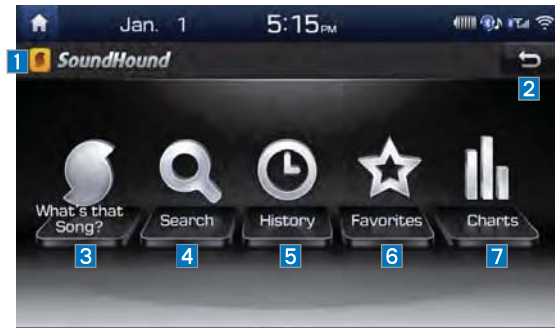 Jan. 1 5:15PM
1 SoundHound
2
What's that
Song?
Search
History
Favorites
Charts
3 4 5 6 7